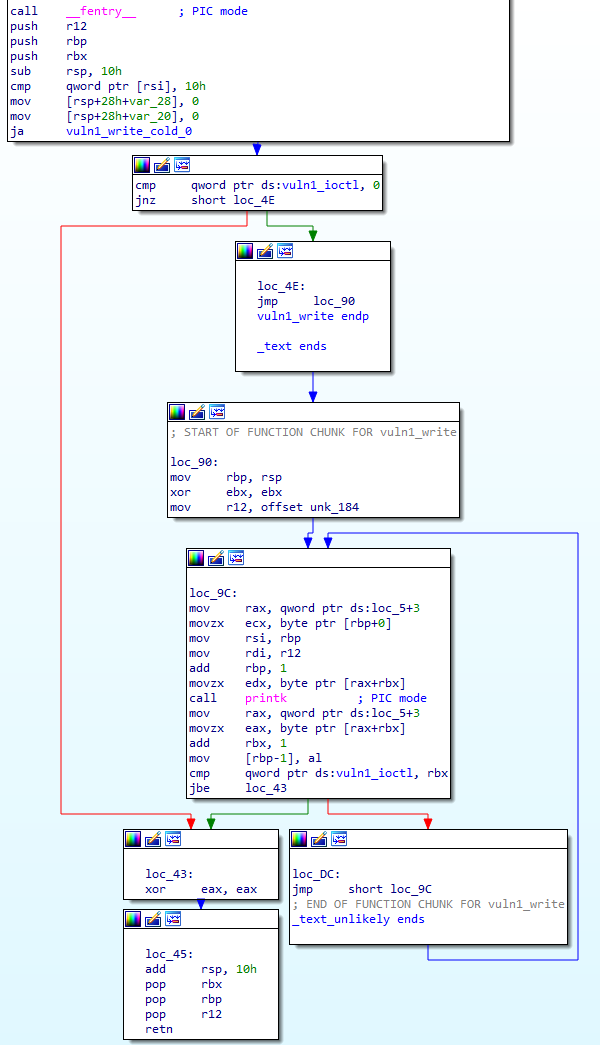 call __fentry__ ; PIC mode
push r12
push rbp
push rbx
sub rsp, 10h
cmp qword ptr [rsi], 10h
mov [rsp+28h+var_28], 0
mov [rsp+28h+var_20], 0
ja vuln1_write_cold_0
cmp qword ptr ds:vuln1_ioctl, 0
jnz short loc_4E
loc_4E:
jmp loc_90
vuln1_write endp
_text ends
; START OF FUNCTION CHUNK FOR vuln1_write
loc_90:
mov rbp, rsp
xor ebx, ebx
mov r12, offset unk_184
loc_9C:
mov rax, qword ptr ds:loc_5+3
movzx ecx, byte ptr [rbp+0]
mov rsi, rbp
mov rdi, r12
add rbp, 1
movzx edx, byte ptr [rax+rbx]
call printk ; PIC mode
mov rax, qword ptr ds:loc_5+3
movzx eax, byte ptr [rax+rbx]
add rbx, 1
mov [rbp-1], al
cmp qword ptr ds:vuln1_ioctl, rbx
jbe loc_43
loc_43:
xor eax, eax
loc_DC:
jmp short loc_9C
; END OF FUNCTION CHUNK FOR vuln1_write
_text_unlikely ends
loc_45:
add rsp, 10h
pop rbx
pop rbp
pop r12
retn